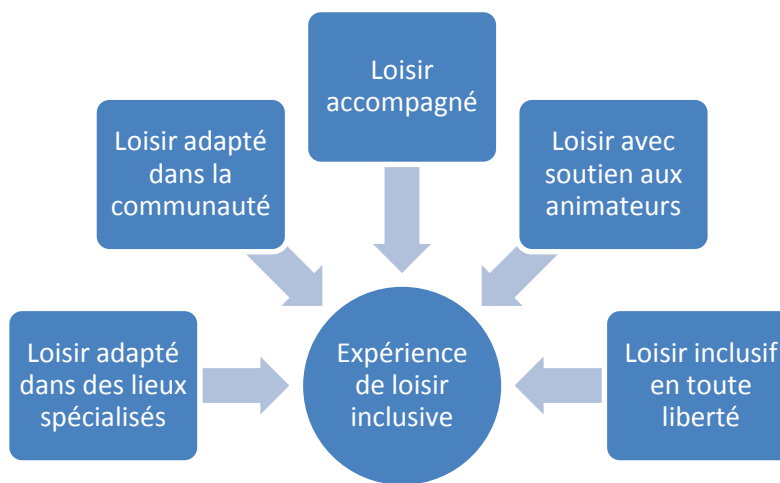 Loisir
accompagné
Loisir adapté
dans la
communauté
Loisir avec
soutien aux
animateurs
Loisir adapté
dans des lieux
spécialisés
Expérience
de loisir
inclusive
Loisir inclusif
en toute
liberté